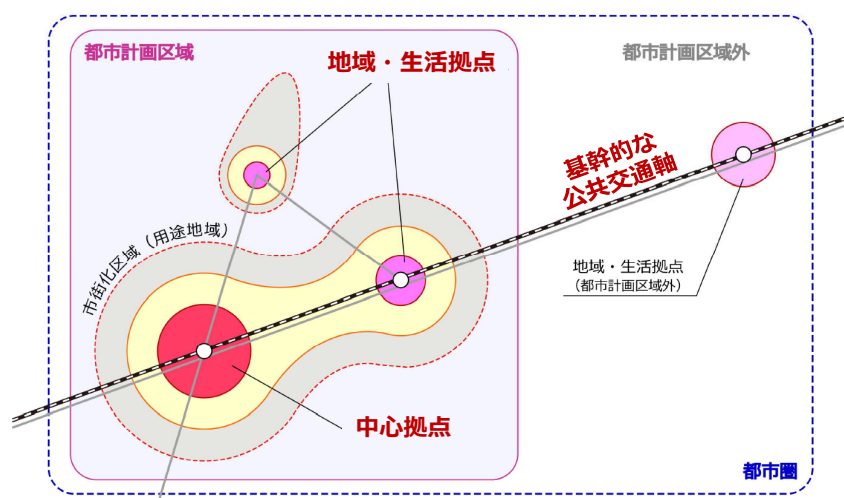 都市計画区域
地域・生活拠点
都市計画区域外
基幹的な
公共交通軸
市街化区域（用途地域）
地域・生活拠点
（都市計画区域外）
中心拠点
都市圏